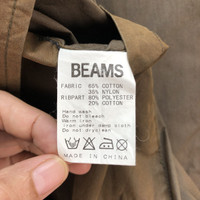 BEAMS
FABRIC 65% COTTON
35% NYLON
RIBPART 80% POLYESTER
20% COTTON
Hand wash
Do not bleach
Warm iron
iron under damp cloth
Do not dryclean
MADE IN CHINA